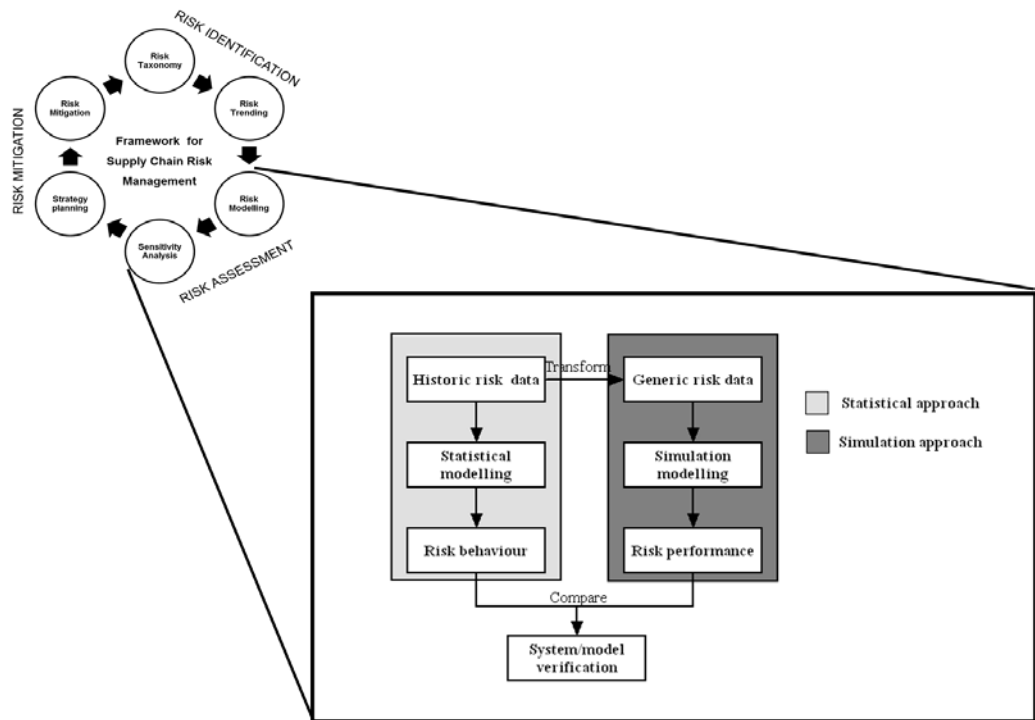 RISK IDENTIFICATION
Risk
Taxonomy
Risk
Mitigation
Risk
Trending
RISK MITIGATION
Framework for
Supply Chain Risk
Management
Strategy
planning
Risk
Modelling
Sensitivity
Analysis
RISK ASSESSMENT
Historic risk data
Transform
Generic risk data
Statistical
modelling
Simulation
modelling
Risk behaviour
Risk performance
Compare
System/model
verification
Statistical approach
Simulation approach